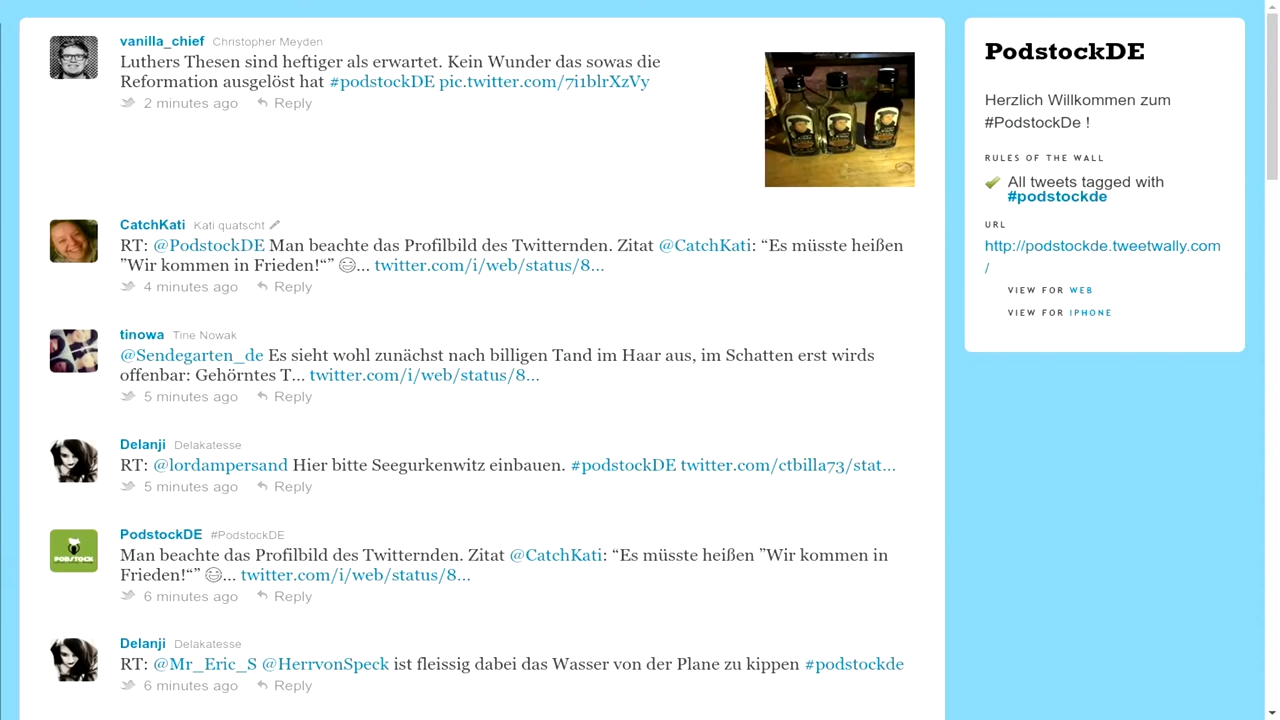 vanilla_chief Christopher Meyden
Luthers Thesen sind heftiger als erwartet. Kein Wunder das sowas die
Reformation ausgelöst hat #podstockDE pic.twitter.com/7i1blrXzVy
2 minutes ago Reply
CatchKati Kati quatscht
RT: @PodstockDE Man beachte das Profilbild des Twitternden. Zitat @CatchKati: “Es müsste heißen
”Wir kommen in Frieden!“” 😅... twitter.com/i/web/status/8...
4 minutes ago Reply
tinowa Tine Nowak
@Sendegarten_de Es sieht wohl zunächst nach billigen Tand im Haar aus, im Schatten erst wirds
offenbar: Gehörntes T... twitter.com/i/web/status/8...
5 minutes ago Reply
Delanji Delakatesse
RT: @lordampersand Hier bitte Seegurkenwitz einbauen. #podstockDE twitter.com/ctbilla73/stat...
5 minutes ago Reply
PodstockDE #PodstockDE
Man beachte das Profilbild des Twitternden. Zitat @CatchKati: “Es müsste heißen ”Wir kommen in
Frieden!“” 😅... twitter.com/i/web/status/8...
6 minutes ago Reply
PODSTOCK
Delanji Delakatesse
RT: @Mr_Eric_S @HerrvonSpeck ist fleissig dabei das Wasser von der Plane zu kippen #podstockde
6 minutes ago Reply
PodstockDE
Herzlich Willkommen zum
#PodstockDe !
RULES OF THE WALL
All tweets tagged with
#podstockde
URL
http://podstockde.tweetwally.com
/
VIEW FOR WEB
VIEW FOR IPHONE